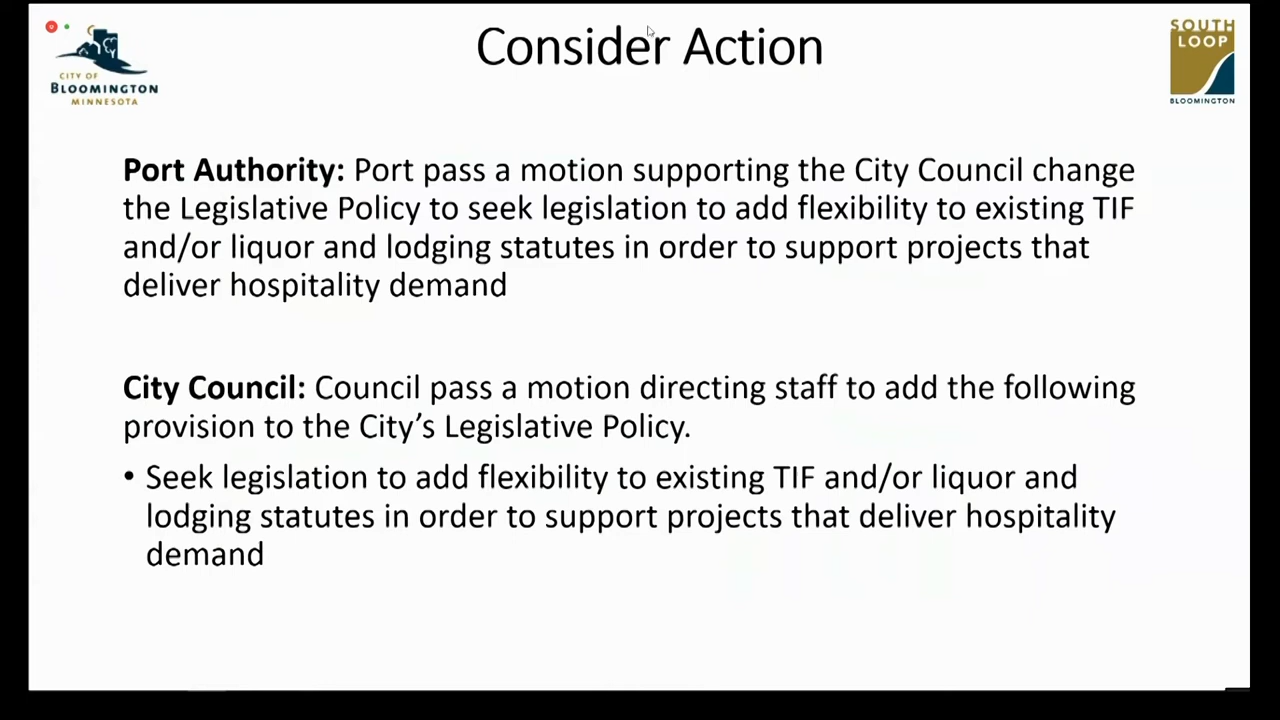 Consider Action
CITY OF
BLOOMINGTON
MINNESOTA
SOUTH
LOOP
BLOOMINGTON
Port Authority: Port pass a motion supporting the City Council change
the Legislative Policy to seek legislation to add flexibility to existing TIF
and/or liquor and lodging statutes in order to support projects that
deliver hospitality demand
City Council: Council pass a motion directing staff to add the following
provision to the City’s Legislative Policy.
• Seek legislation to add flexibility to existing TIF and/or liquor and
lodging statutes in order to support projects that deliver hospitality
demand